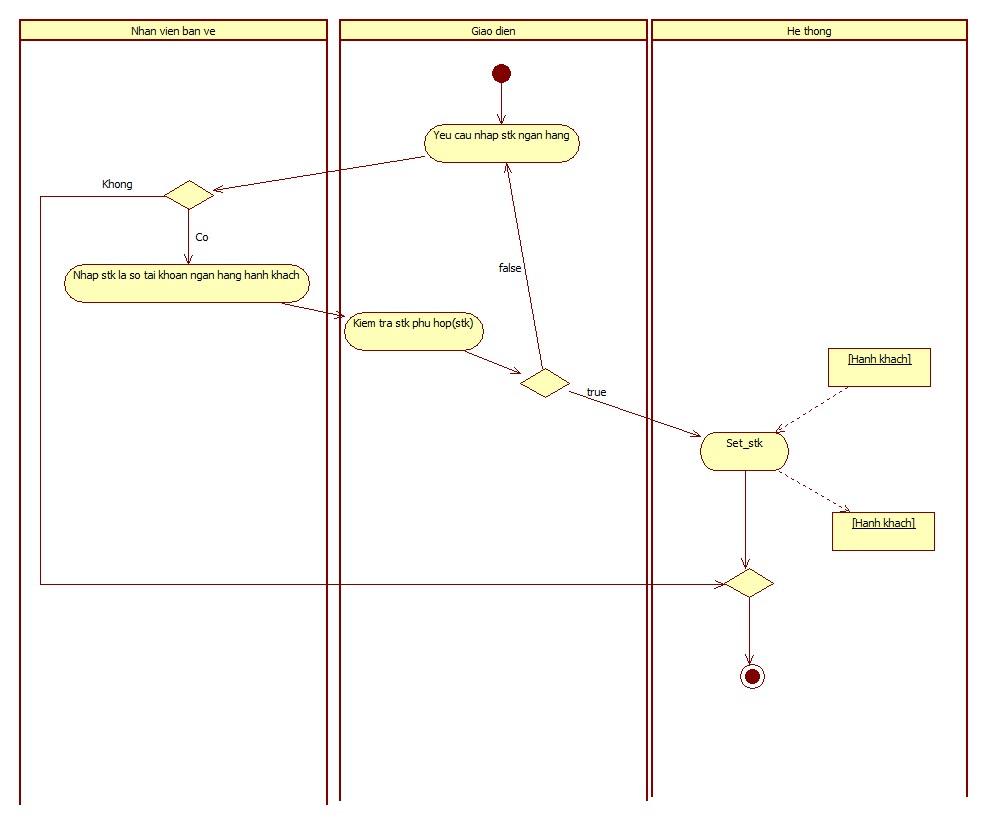 Nhan vien ban ve
Giao dien
He thong
Yeu cau nhap stk ngan hang
Khong
Co
Nhap stk la so tai khoan ngan hang hanh khach
false
Kiem tra stk phu hop(stk)
true
[Hanh khach]
Set_stk
[Hanh khach]